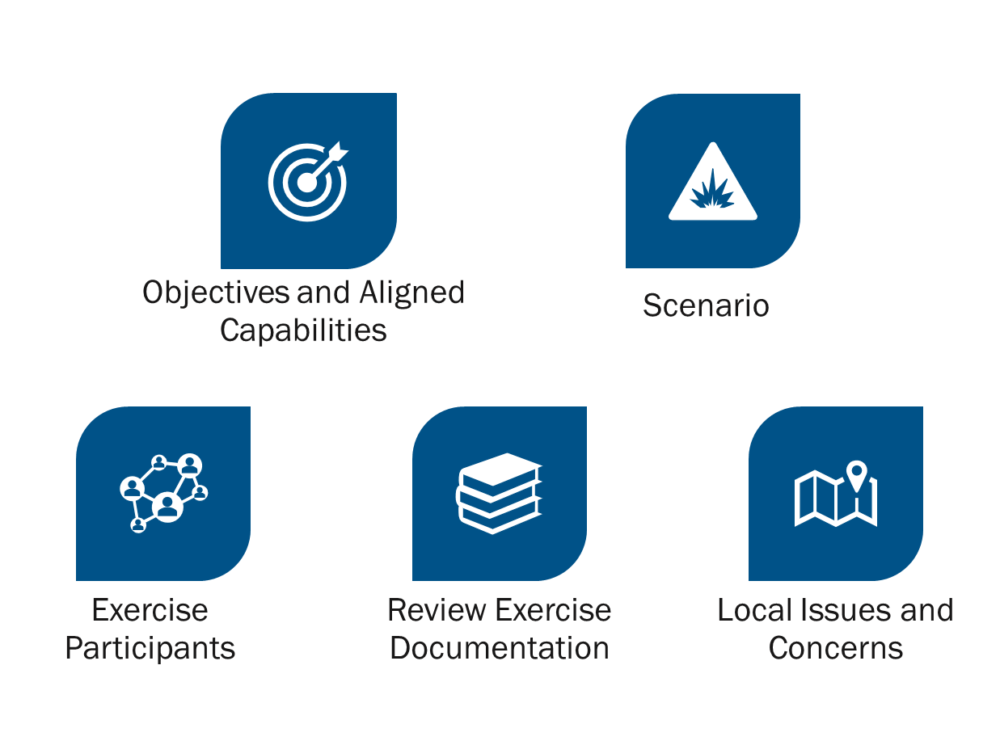 Objectives and Aligned
Capabilities
Scenario
Exercise
Participants
Review Exercise
Documentation
Local Issues and
Concerns